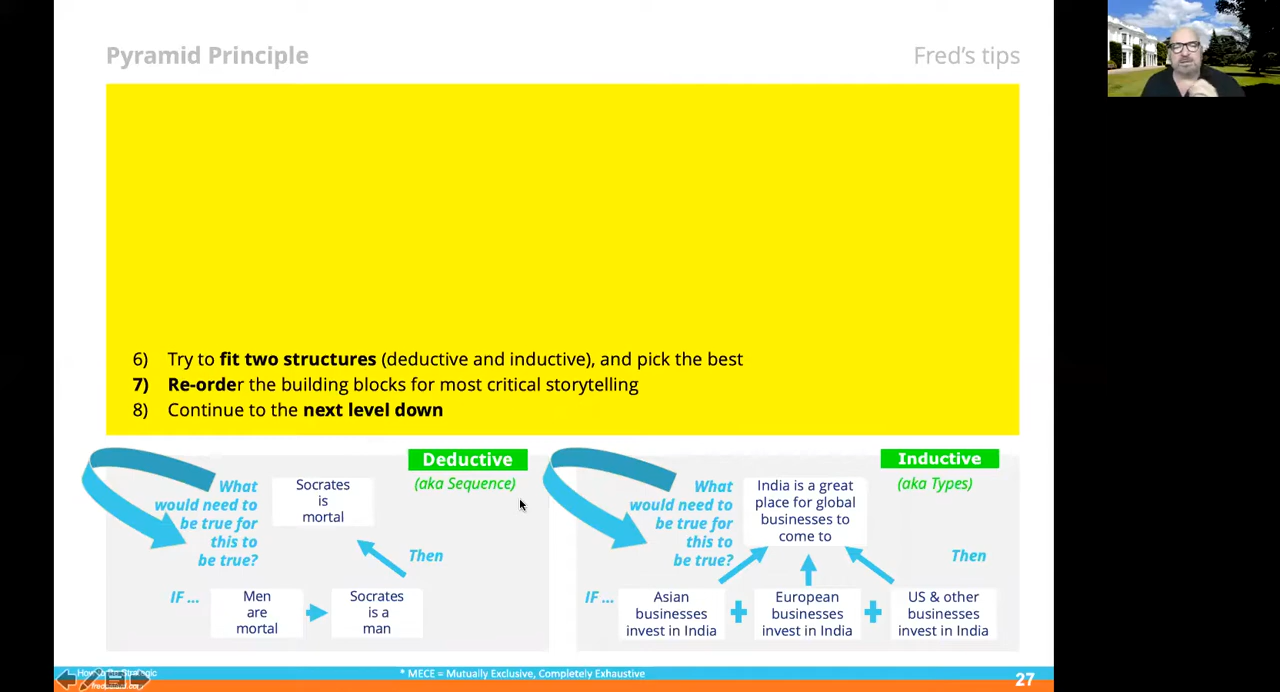 Pyramid Principle
Fred's tips
6) Try to fit two structures (deductive and inductive), and pick the best
7) Re-order the building blocks for most critical storytelling
8) Continue to the next level down
Deductive
(aka Sequence)
What
would need to
be true for
this to
be true?
Socrates
is
mortal
Then
IF ...
Men
are
mortal
Socrates
is a
man
Inductive
(aka Types)
What
would need to
be true for
this to
be true?
India is a great
place for global
businesses to
come to
Then
IF ...
Asian
businesses
invest in India
European
businesses
invest in India
US & other
businesses
invest in India
* MECE = Mutually Exclusive, Completely Exhaustive
27